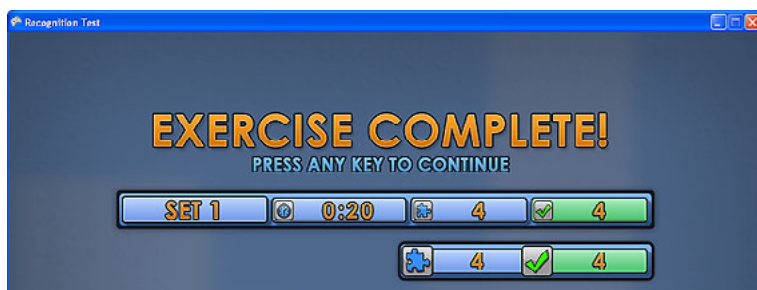 Recognition Test
EXERCISE COMPLETE!
PRESS ANY KEY TO CONTINUE
SET 1 0:20 4 4
4 4